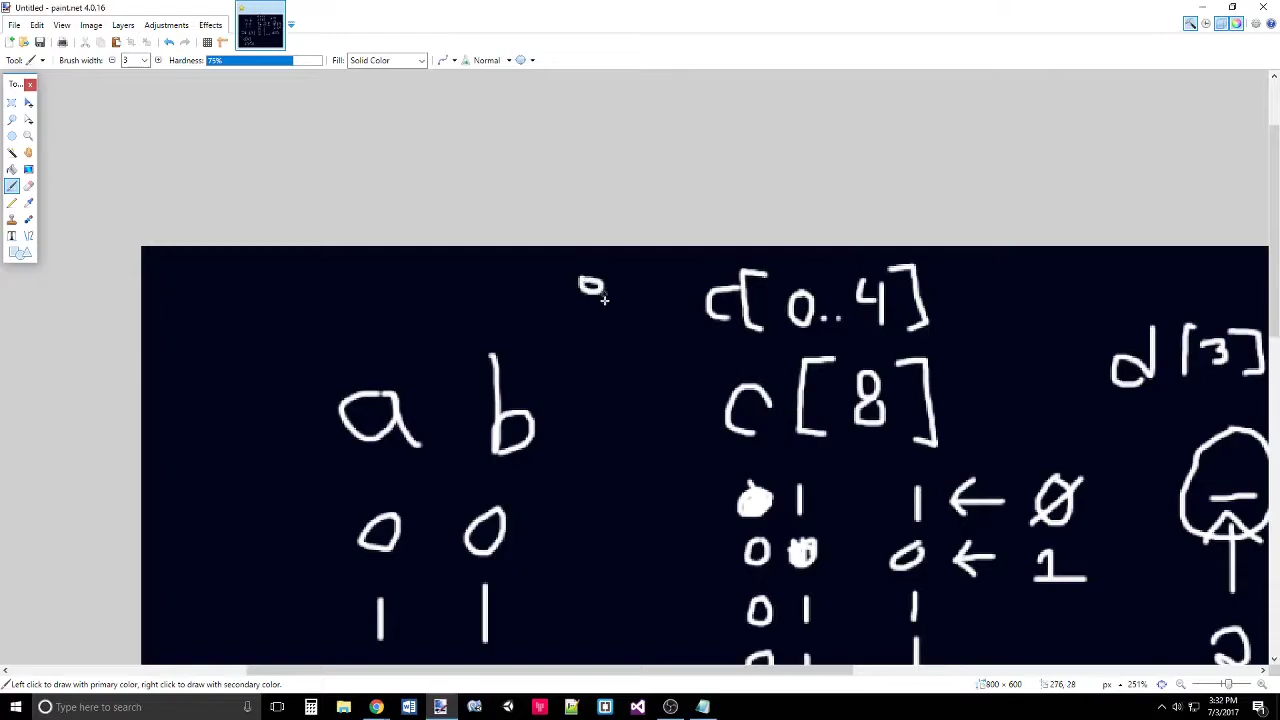 Untitled - paint.net 4.0.16
File Edit View Image Layers Adjustments Effects
Tool: Brush width: 3 Hardness: 75% Fill: Solid Color Normal
To...
c[0..4]
d[3]
a b c[8]
0 0 1 1 ← 0
0 0 ← 1
1 1 0 1 1
2
Left click to draw with primary color, right click to draw with secondary color. 800 x 600 276, 28 px 251%
Type here to search
3:32 PM
7/3/2017